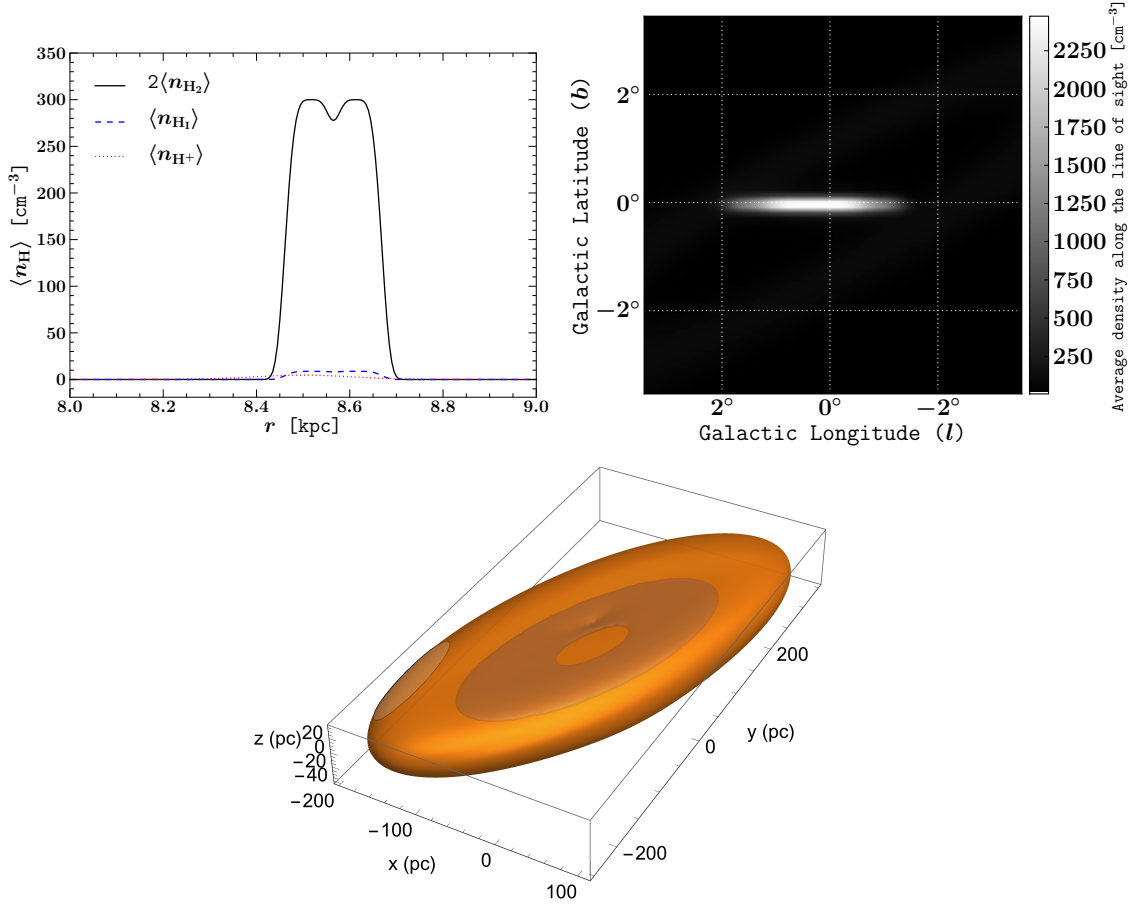 350
300
250
200
150
100
50
0
⟨n_H⟩ [cm⁻³]
2⟨n_H₂⟩
⟨n_H_I⟩
⟨n_H⁺⟩
8.0 8.2 8.4 8.6 8.8 9.0
r [kpc]
2°
0°
−2°
Galactic Latitude (b)
2° 0° −2°
Galactic Longitude (l)
2250
2000
1750
1500
1250
1000
750
500
250
Average density along the line of sight [cm⁻³]
z (pc)
20
0
−20
−40
−200
−100
0
100
x (pc)
200
0
−200
y (pc)